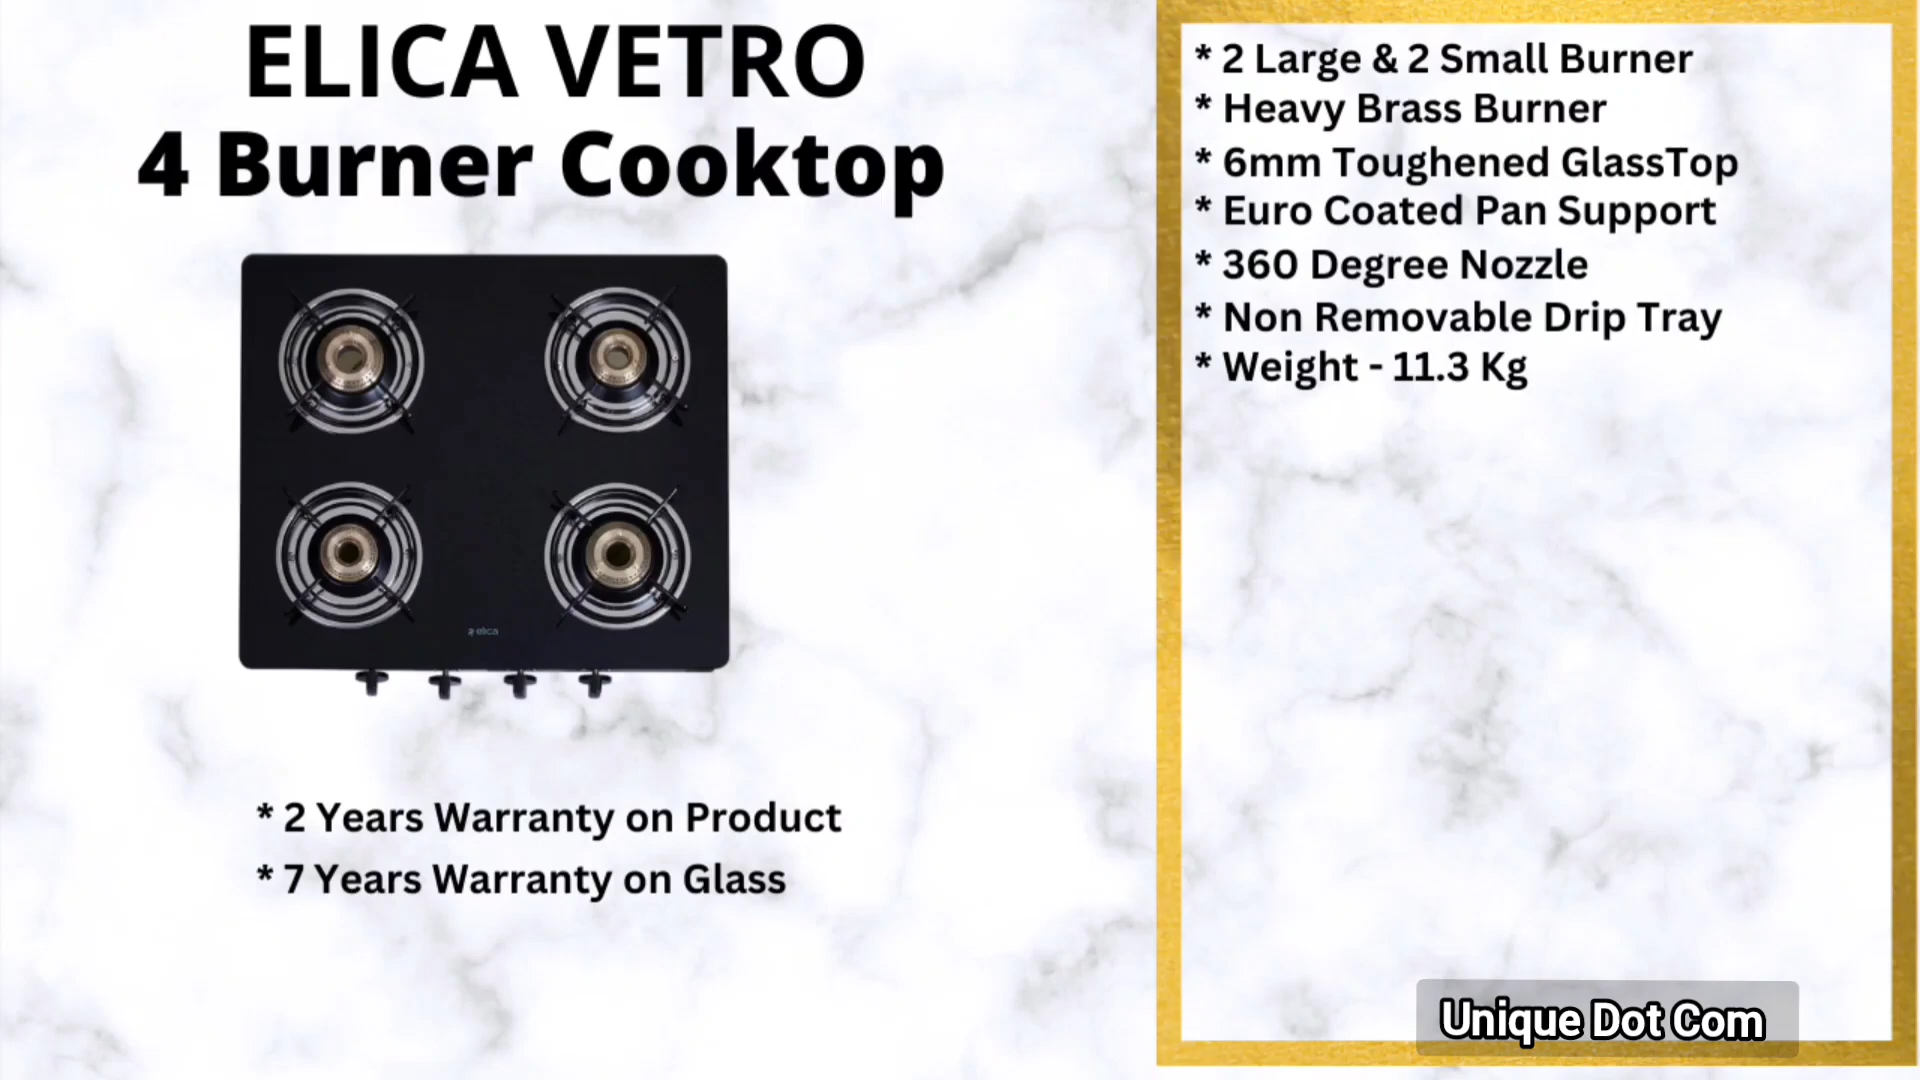 ELICA VETRO
4 Burner Cooktop
elica
* 2 Years Warranty on Product
* 7 Years Warranty on Glass
* 2 Large & 2 Small Burner
* Heavy Brass Burner
* 6mm Toughened GlassTop
* Euro Coated Pan Support
* 360 Degree Nozzle
* Non Removable Drip Tray
* Weight - 11.3 Kg
Unique Dot Com